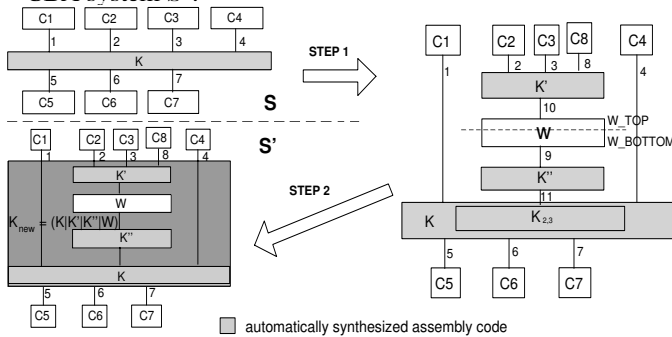 C1 C2 C3 C4
1 2 3 4
K
5 6 7
C5 C6 C7
S
STEP 1
C1 C2 C3 C8 C4
1 2 3 8 4
K'
10
W_TOP
W
W_BOTTOM
9
K''
11
K K2,3
5 6 7
C5 C6 C7
S'
C1 C2 C3 C8 C4
1 2 3 8 4
K'
W
Knew = (K|K'|K''|W)
K''
K
5 6 7
C5 C6 C7
STEP 2
automatically synthesized assembly code